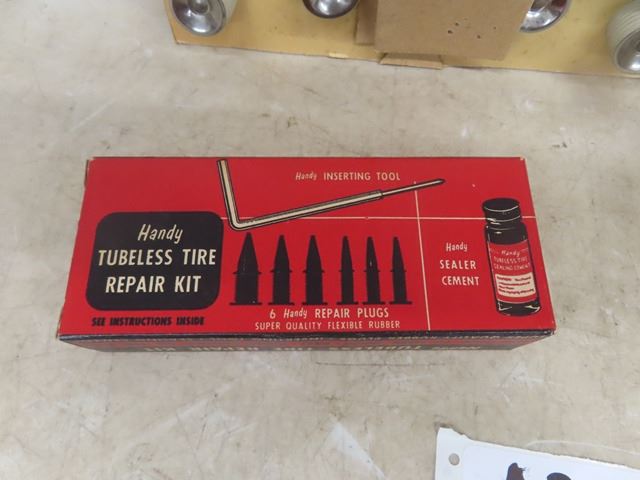 Handy INSERTING TOOL
Handy
TUBELESS TIRE
REPAIR KIT
SEE INSTRUCTIONS INSIDE
6 Handy REPAIR PLUGS
SUPER QUALITY FLEXIBLE RUBBER
Handy
SEALER
CEMENT
Handy
TUBELESS TIRE
SEALING CEMENT